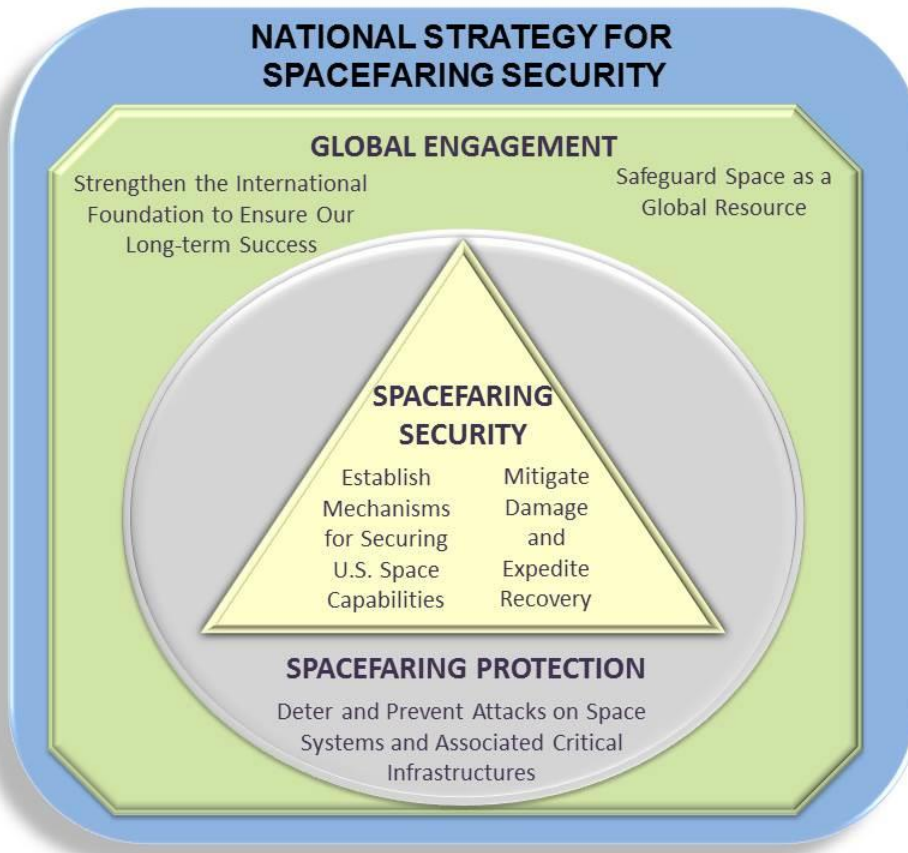 NATIONAL STRATEGY FOR
SPACEFARING SECURITY
GLOBAL ENGAGEMENT
Strengthen the International
Foundation to Ensure Our
Long-term Success
Safeguard Space as a
Global Resource
SPACEFARING
SECURITY
Establish
Mechanisms
for Securing
U.S. Space
Capabilities
Mitigate
Damage
and
Expedite
Recovery
SPACEFARING PROTECTION
Deter and Prevent Attacks on Space
Systems and Associated Critical
Infrastructures